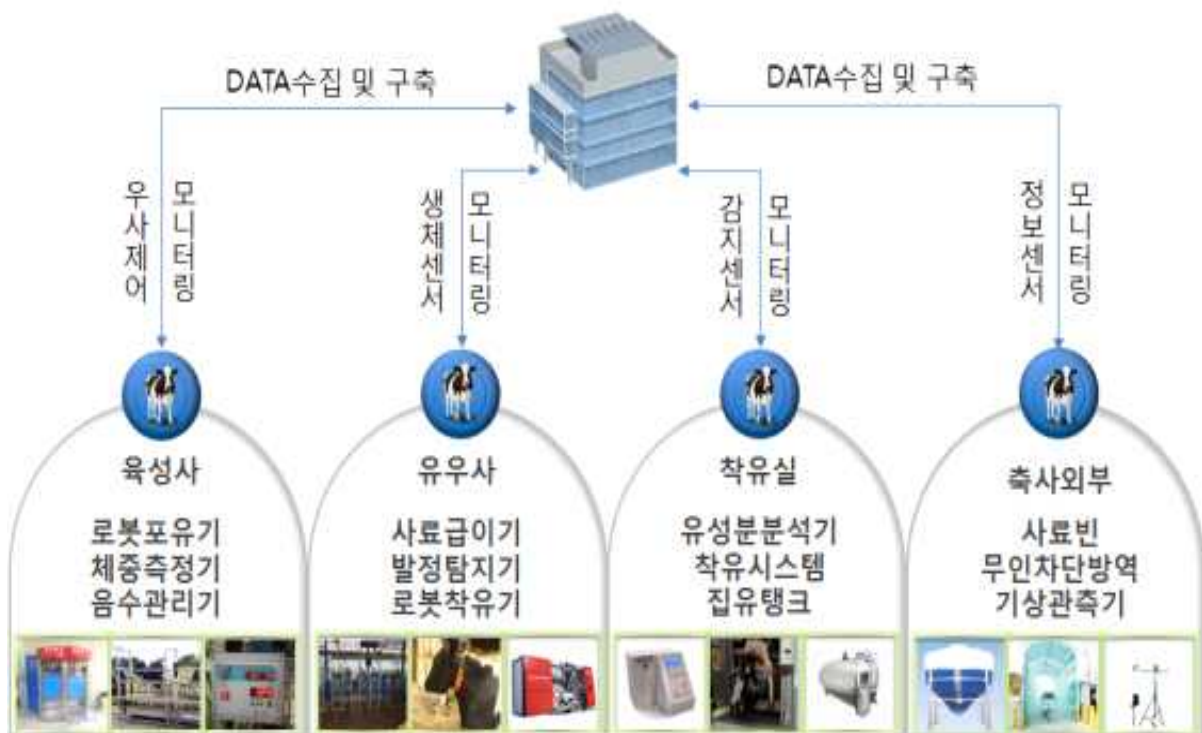 DATA수집 및 구축
DATA수집 및 구축
우사제어
모니터링
생체센서
모니터링
감지센서
모니터링
정보센서
모니터링
육성사
로봇포유기
체중측정기
음수관리기
유우사
사료급이기
발정탐지기
로봇착유기
착유실
유성분분석기
착유시스템
집유탱크
축사외부
사료빈
무인차단방역
기상관측기